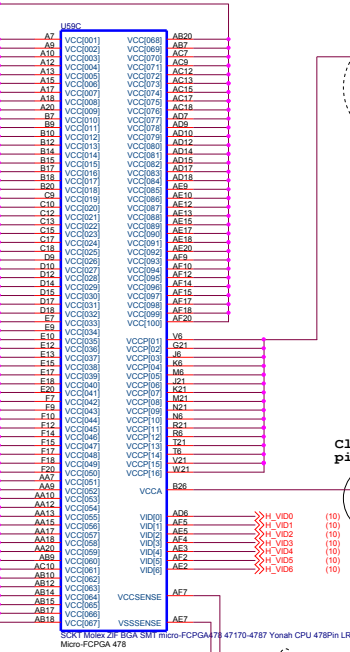 U59C
A7 VCC[001] VCC[068] AB20
A9 VCC[002] VCC[069] AB7
A10 VCC[003] VCC[070] AC7
A12 VCC[004] VCC[071] AC9
A13 VCC[005] VCC[072] AC12
A15 VCC[006] VCC[073] AC13
A17 VCC[007] VCC[074] AC15
A18 VCC[008] VCC[075] AC17
A20 VCC[009] VCC[076] AC18
B7 VCC[010] VCC[077] AD7
B9 VCC[011] VCC[078] AD9
B10 VCC[012] VCC[079] AD10
B12 VCC[013] VCC[080] AD12
B14 VCC[014] VCC[081] AD14
B15 VCC[015] VCC[082] AD15
B17 VCC[016] VCC[083] AD17
B18 VCC[017] VCC[084] AD18
B20 VCC[018] VCC[085] AE9
C9 VCC[019] VCC[086] AE10
C10 VCC[020] VCC[087] AE12
C12 VCC[021] VCC[088] AE13
C13 VCC[022] VCC[089] AE15
C15 VCC[023] VCC[090] AE17
C17 VCC[024] VCC[091] AE18
C18 VCC[025] VCC[092] AE20
D9 VCC[026] VCC[093] AF9
D10 VCC[027] VCC[094] AF10
D12 VCC[028] VCC[095] AF12
D14 VCC[029] VCC[096] AF14
D15 VCC[030] VCC[097] AF15
D17 VCC[031] VCC[098] AF17
D18 VCC[032] VCC[099] AF18
E7 VCC[033] VCC[100] AF20
E9 VCC[034]
E10 VCC[035] VCCP[01] V6
E12 VCC[036] VCCP[02] G21
E13 VCC[037] VCCP[03] J6
E15 VCC[038] VCCP[04] K6
E17 VCC[039] VCCP[05] M6
E18 VCC[040] VCCP[06] J21
E20 VCC[041] VCCP[07] K21
F7 VCC[042] VCCP[08] M21
F9 VCC[043] VCCP[09] N21
F10 VCC[044] VCCP[10] N6
F12 VCC[045] VCCP[11] R21
F14 VCC[046] VCCP[12] R6
F15 VCC[047] VCCP[13] T21
F17 VCC[048] VCCP[14] T6
F18 VCC[049] VCCP[15] V21
F20 VCC[050] VCCP[16] W21
AA7 VCC[051]
AA9 VCC[052] VCCA B26
AA10 VCC[053]
AA12 VCC[054]
AA13 VCC[055] VID[0] AD6 H_VID0 (10)
AA15 VCC[056] VID[1] AF5 H_VID1 (10)
AA17 VCC[057] VID[2] AE5 H_VID2 (10)
AA18 VCC[058] VID[3] AF4 H_VID3 (10)
AA20 VCC[059] VID[4] AE3 H_VID4 (10)
AB9 VCC[060] VID[5] AF2 H_VID5 (10)
AC10 VCC[061] VID[6] AE2 H_VID6 (10)
AB10 VCC[062]
AB12 VCC[063]
AB14 VCC[064] VCCSENSE AF7
AB15 VCC[065]
AB17 VCC[066]
AB18 VCC[067] VSSSENSE AE7
SCKT Molex ZIF BGA SMT micro-FCPGA478 47170-4787 Yonah CPU 478Pin LR
Micro-FCPGA 478